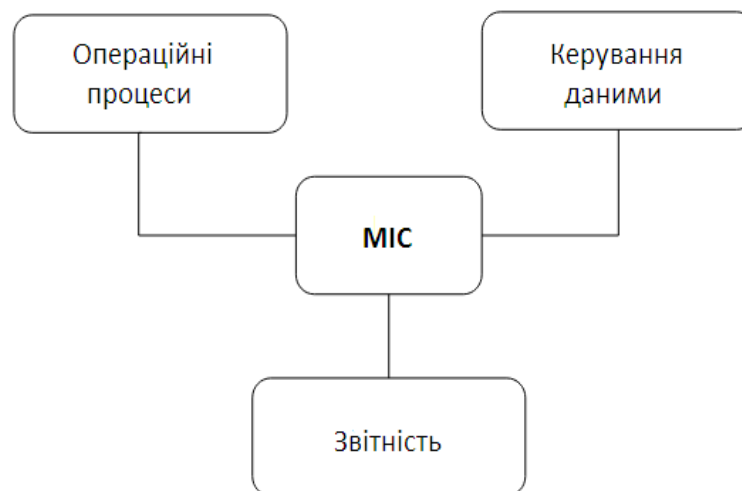 Операційні
процеси
Керування
даними
МІС
Звітність